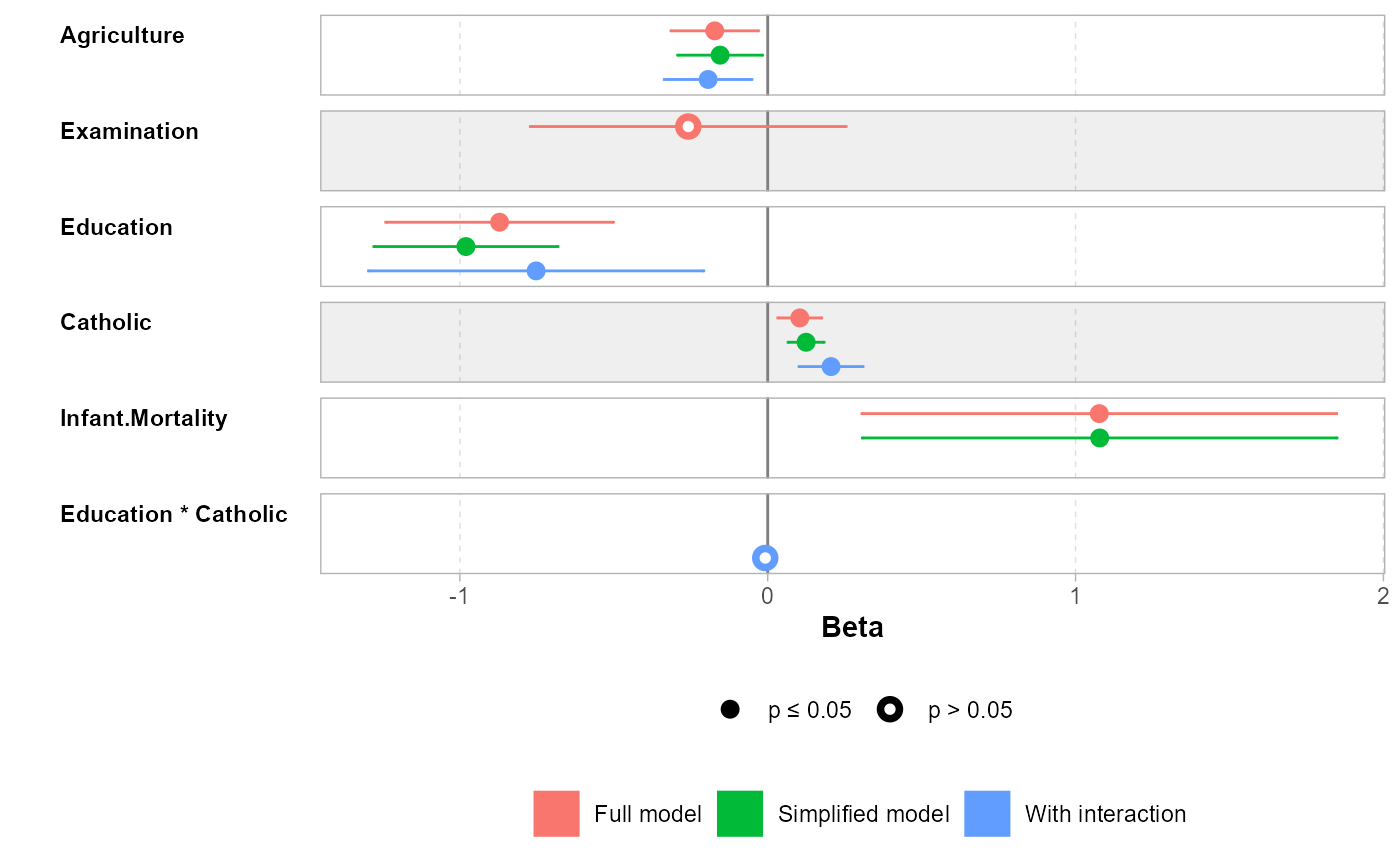 Agriculture
Examination
Education
Catholic
Infant.Mortality
Education * Catholic
-1 0 1 2
Beta
p ≤ 0.05 p > 0.05
Full model Simplified model With interaction